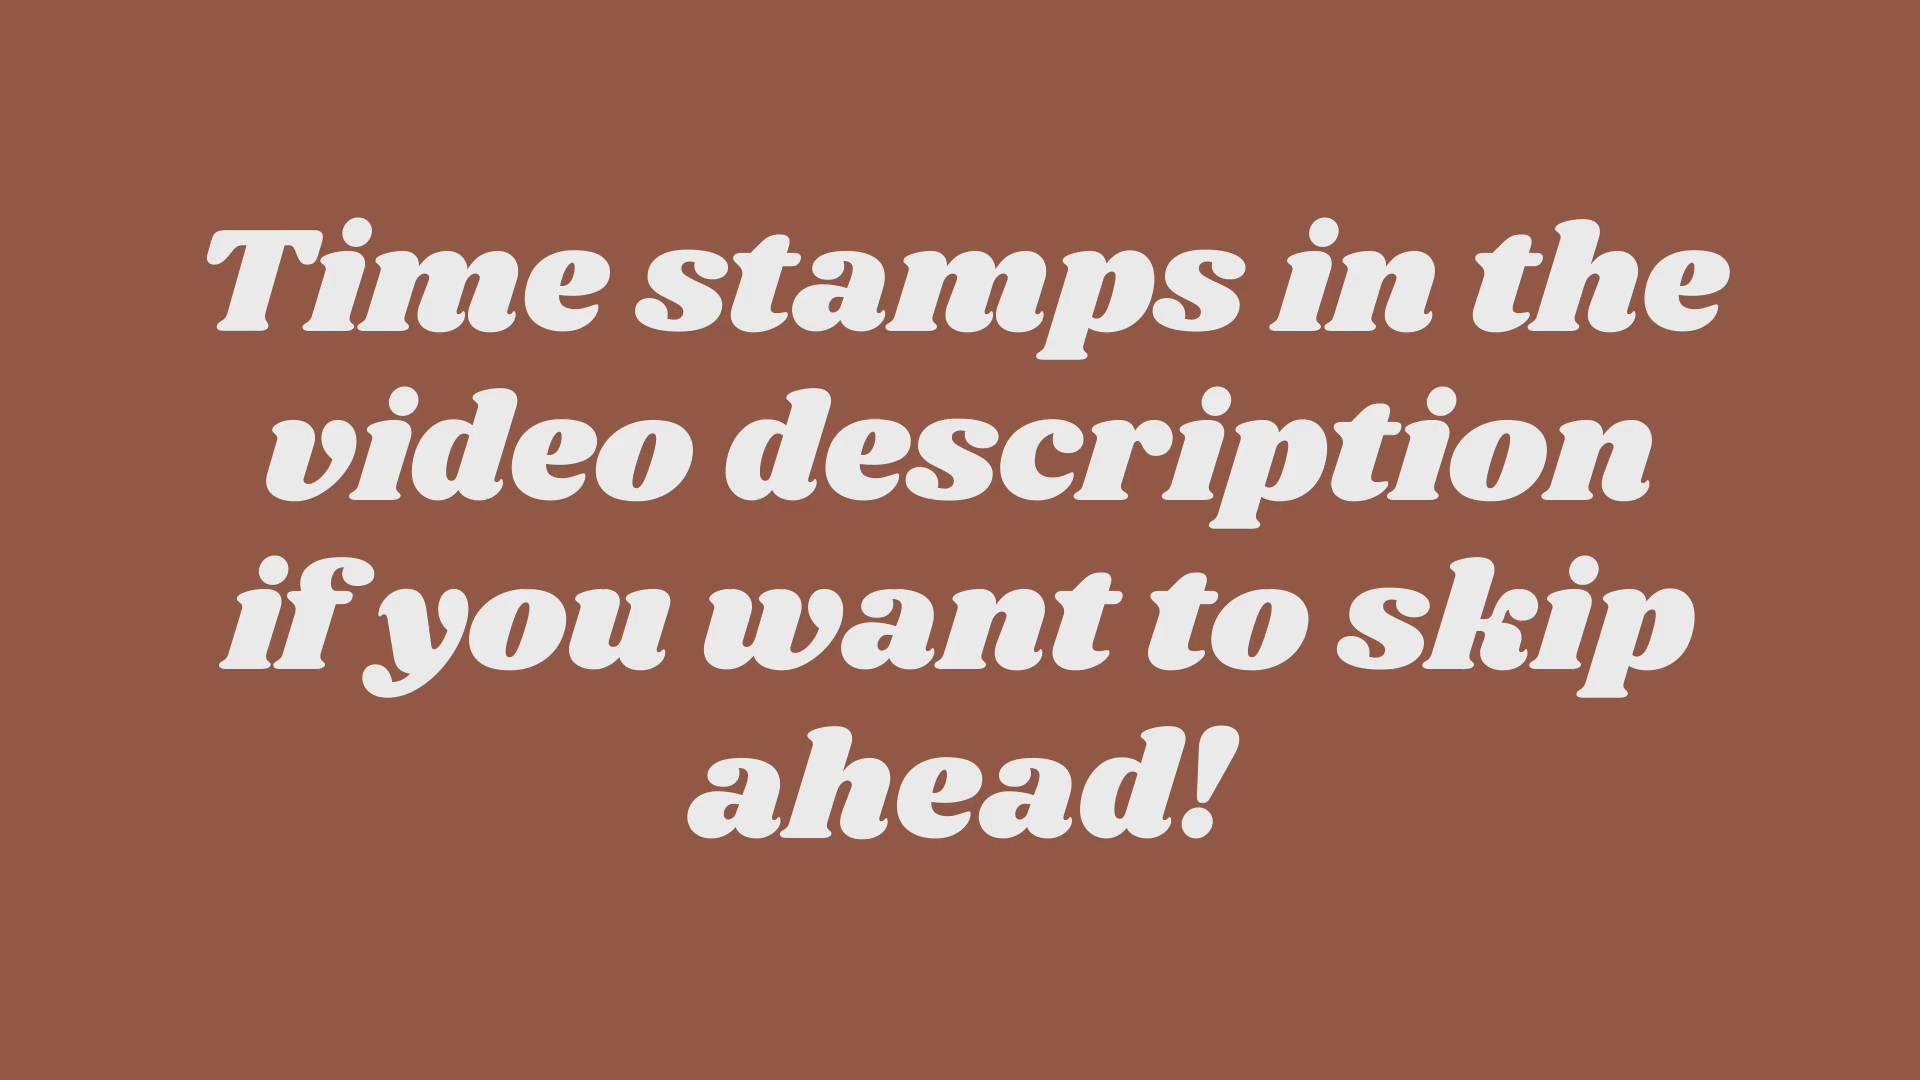 Time stamps in the
video description
if you want to skip
ahead!